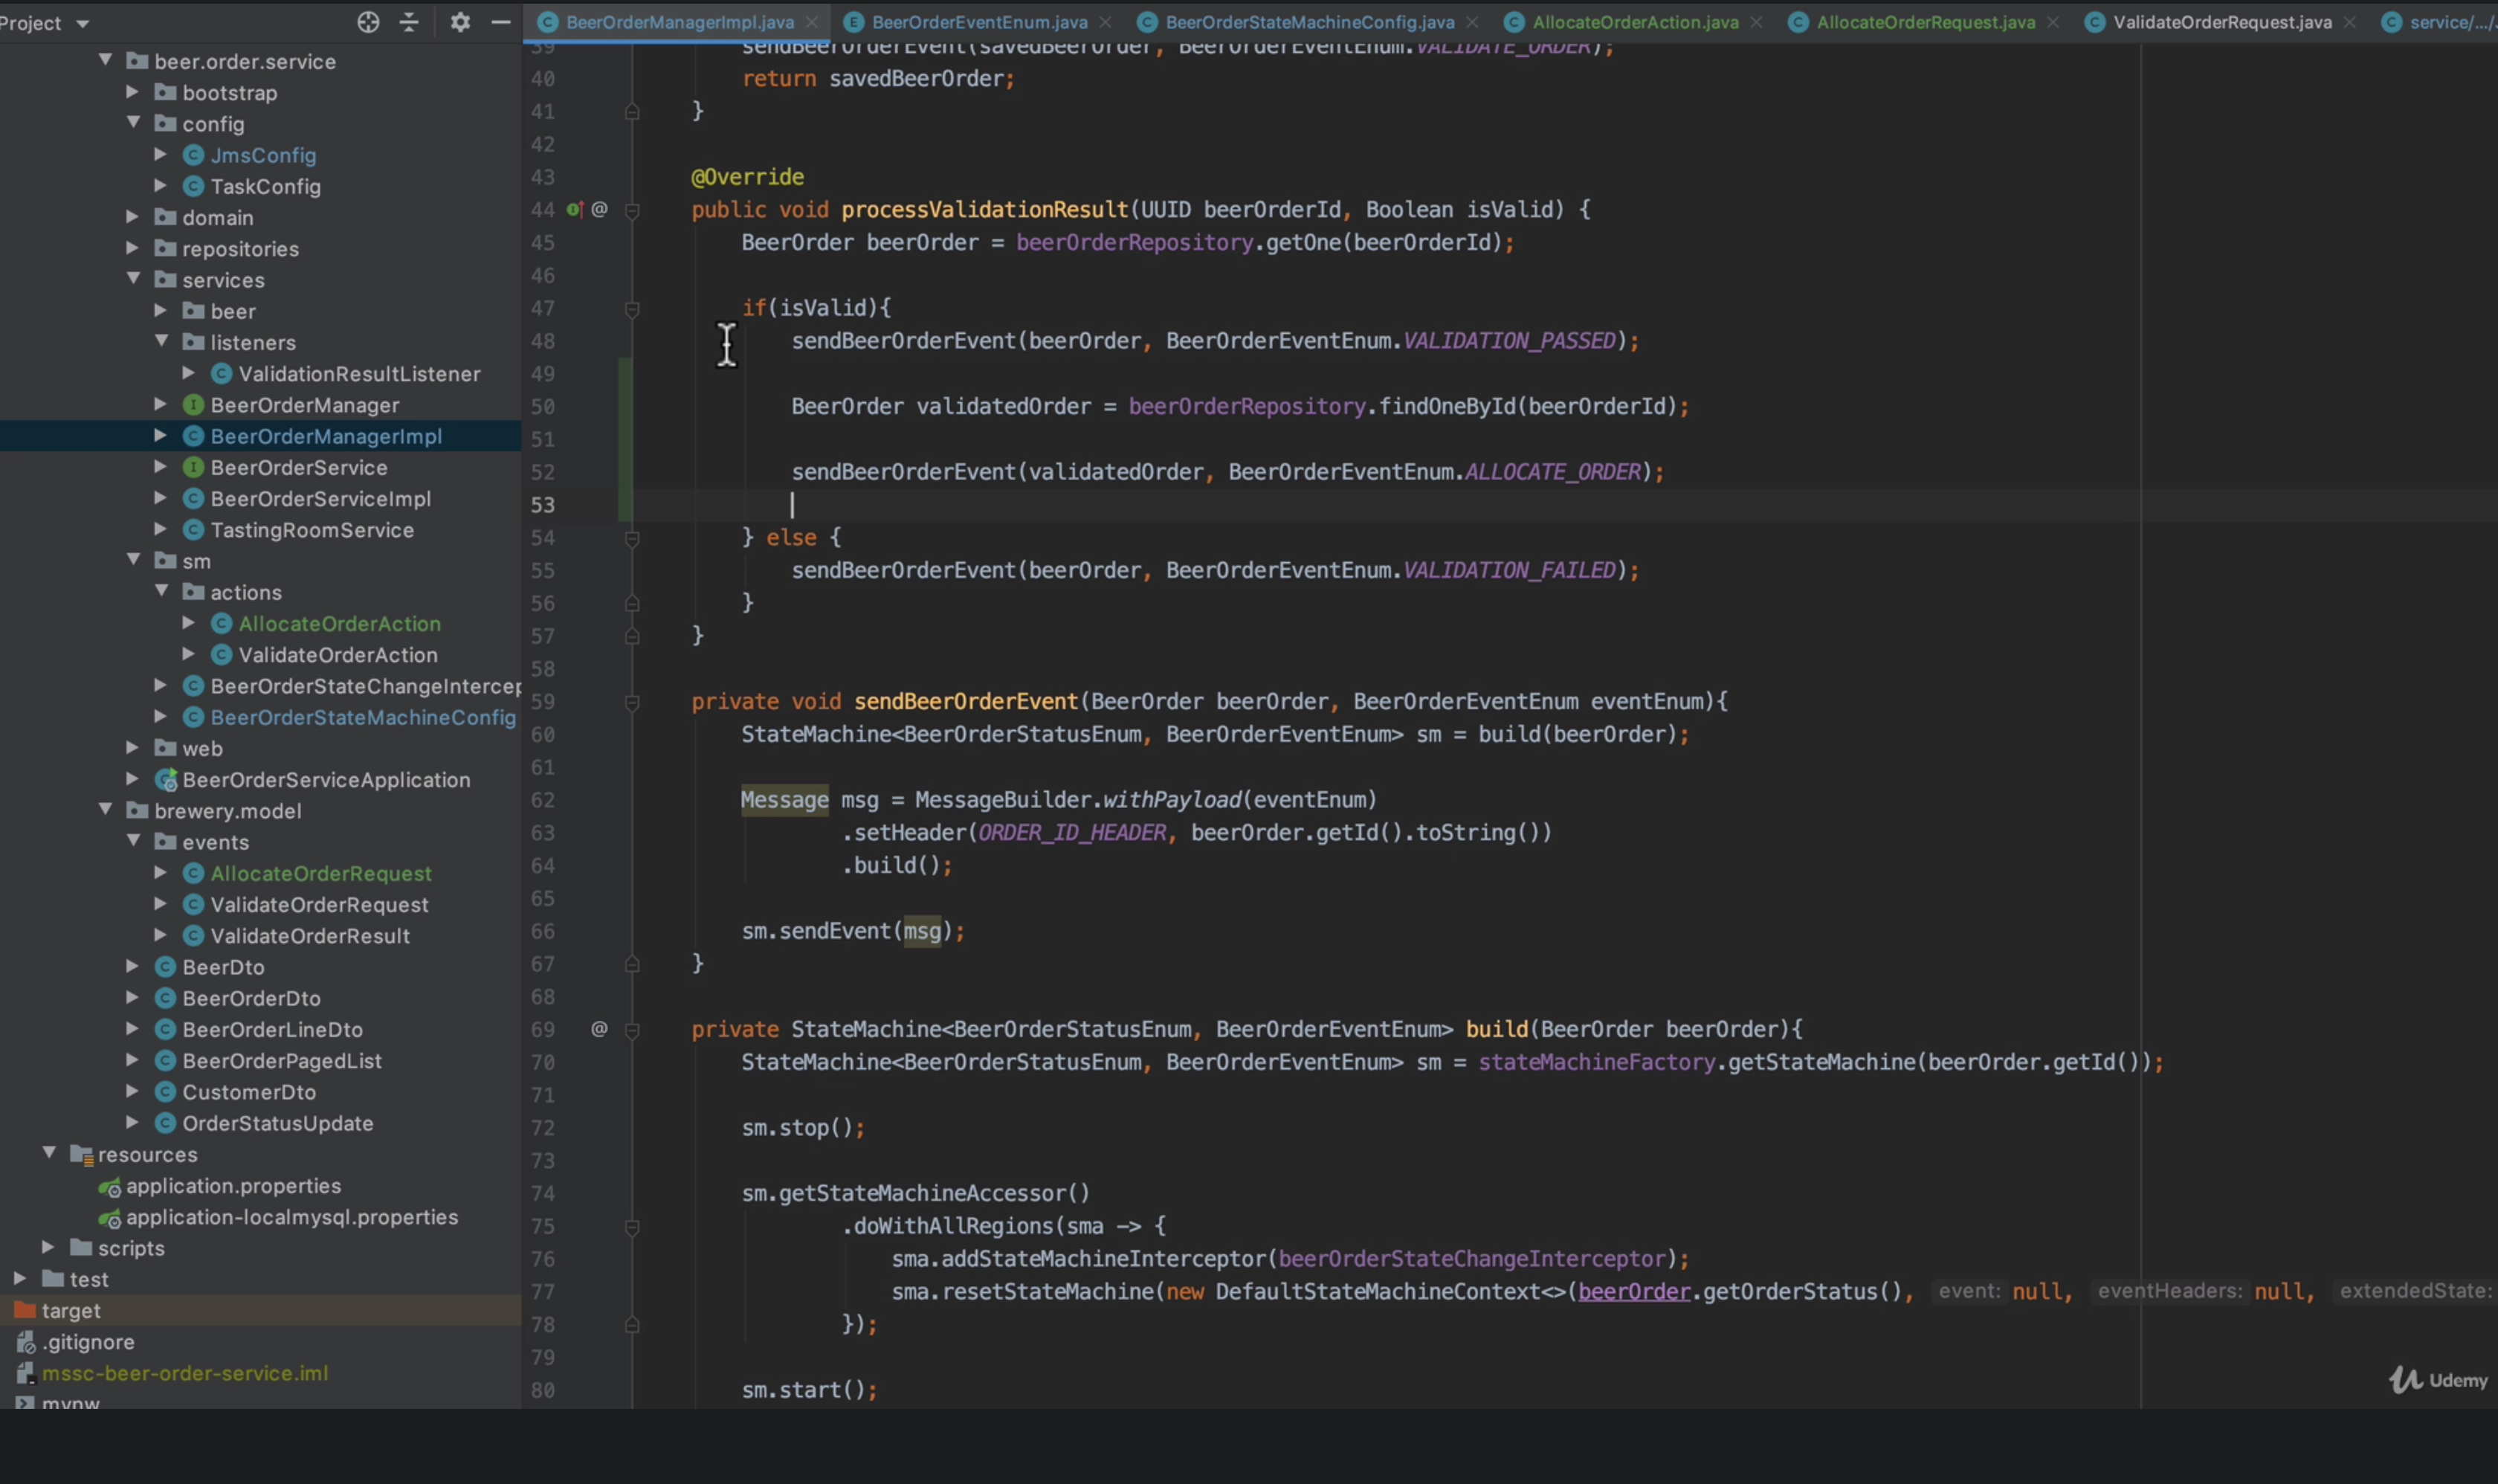 Project
BeerOrderManagerImpl.java
BeerOrderEventEnum.java
BeerOrderStateMachineConfig.java
AllocateOrderAction.java
AllocateOrderRequest.java
ValidateOrderRequest.java
service/.../
beer.order.service
bootstrap
config
JmsConfig
TaskConfig
domain
repositories
services
beer
listeners
ValidationResultListener
BeerOrderManager
BeerOrderManagerImpl
BeerOrderService
BeerOrderServiceImpl
TastingRoomService
sm
actions
AllocateOrderAction
ValidateOrderAction
BeerOrderStateChangeIntercep
BeerOrderStateMachineConfig
web
BeerOrderServiceApplication
brewery.model
events
AllocateOrderRequest
ValidateOrderRequest
ValidateOrderResult
BeerDto
BeerOrderDto
BeerOrderLineDto
BeerOrderPagedList
CustomerDto
OrderStatusUpdate
resources
application.properties
application-localmysql.properties
scripts
test
target
.gitignore
mssc-beer-order-service.iml
mvnw
39 sendBeerOrderEvent(savedBeerOrder, BeerOrderEventEnum.VALIDATE_ORDER);
40 return savedBeerOrder;
41 }
42
43 @Override
44 @ public void processValidationResult(UUID beerOrderId, Boolean isValid) {
45 BeerOrder beerOrder = beerOrderRepository.getOne(beerOrderId);
46
47 if(isValid){
48 sendBeerOrderEvent(beerOrder, BeerOrderEventEnum.VALIDATION_PASSED);
49
50 BeerOrder validatedOrder = beerOrderRepository.findOneById(beerOrderId);
51
52 sendBeerOrderEvent(validatedOrder, BeerOrderEventEnum.ALLOCATE_ORDER);
53
54 } else {
55 sendBeerOrderEvent(beerOrder, BeerOrderEventEnum.VALIDATION_FAILED);
56 }
57 }
58
59 private void sendBeerOrderEvent(BeerOrder beerOrder, BeerOrderEventEnum eventEnum){
60 StateMachine<BeerOrderStatusEnum, BeerOrderEventEnum> sm = build(beerOrder);
61
62 Message msg = MessageBuilder.withPayload(eventEnum)
63 .setHeader(ORDER_ID_HEADER, beerOrder.getId().toString())
64 .build();
65
66 sm.sendEvent(msg);
67 }
68
69 @ private StateMachine<BeerOrderStatusEnum, BeerOrderEventEnum> build(BeerOrder beerOrder){
70 StateMachine<BeerOrderStatusEnum, BeerOrderEventEnum> sm = stateMachineFactory.getStateMachine(beerOrder.getId());
71
72 sm.stop();
73
74 sm.getStateMachineAccessor()
75 .doWithAllRegions(sma -> {
76 sma.addStateMachineInterceptor(beerOrderStateChangeInterceptor);
77 sma.resetStateMachine(new DefaultStateMachineContext<>(beerOrder.getOrderStatus(), event: null, eventHeaders: null, extendedState:
78 });
79
80 sm.start();
Udemy